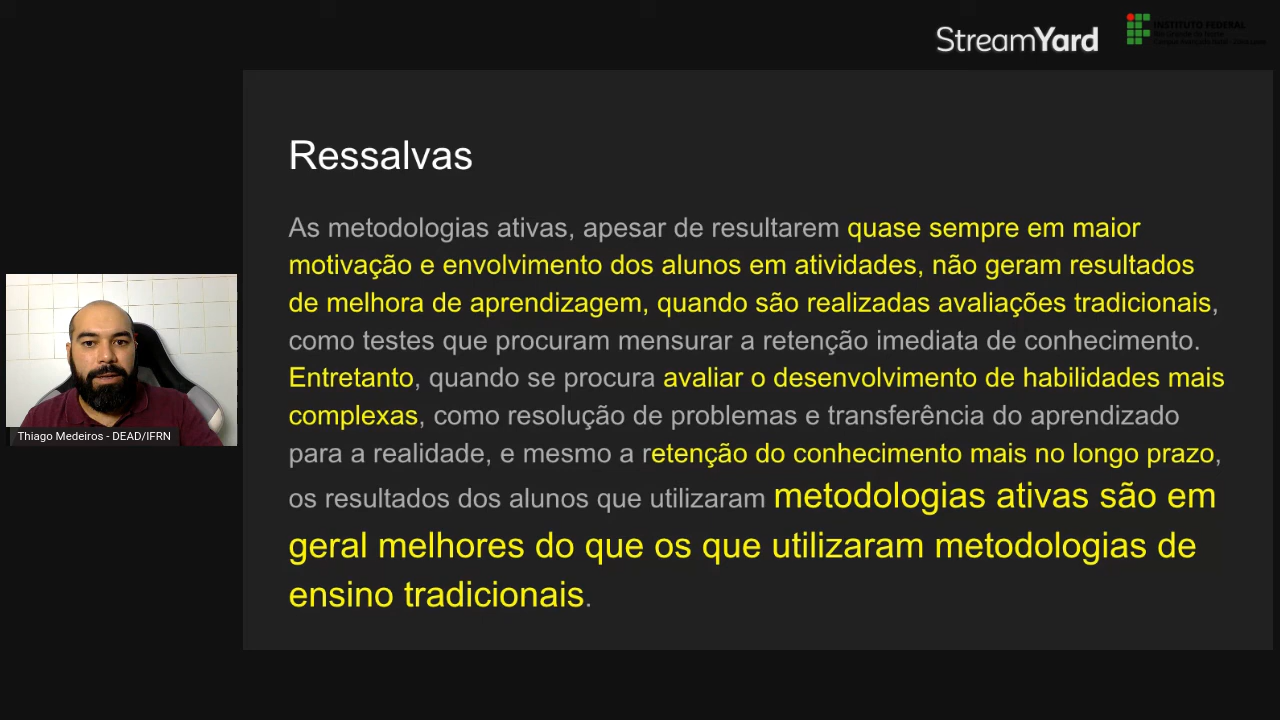 StreamYard
INSTITUTO FEDERAL
Ressalvas
As metodologias ativas, apesar de resultarem quase sempre em maior
motivação e envolvimento dos alunos em atividades, não geram resultados
de melhora de aprendizagem, quando são realizadas avaliações tradicionais,
como testes que procuram mensurar a retenção imediata de conhecimento.
Entretanto, quando se procura avaliar o desenvolvimento de habilidades mais
complexas, como resolução de problemas e transferência do aprendizado
para a realidade, e mesmo a retenção do conhecimento mais no longo prazo,
os resultados dos alunos que utilizaram metodologias ativas são em
geral melhores do que os que utilizaram metodologias de
ensino tradicionais.
Thiago Medeiros - DEAD/IFRN